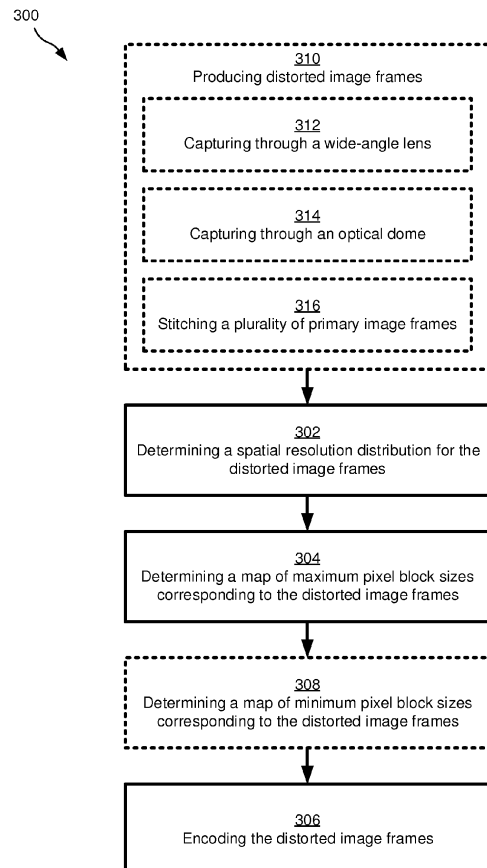 300
310
Producing distorted image frames
312
Capturing through a wide-angle lens
314
Capturing through an optical dome
316
Stitching a plurality of primary image frames
302
Determining a spatial resolution distribution for the
distorted image frames
304
Determining a map of maximum pixel block sizes
corresponding to the distorted image frames
308
Determining a map of minimum pixel block sizes
corresponding to the distorted image frames
306
Encoding the distorted image frames